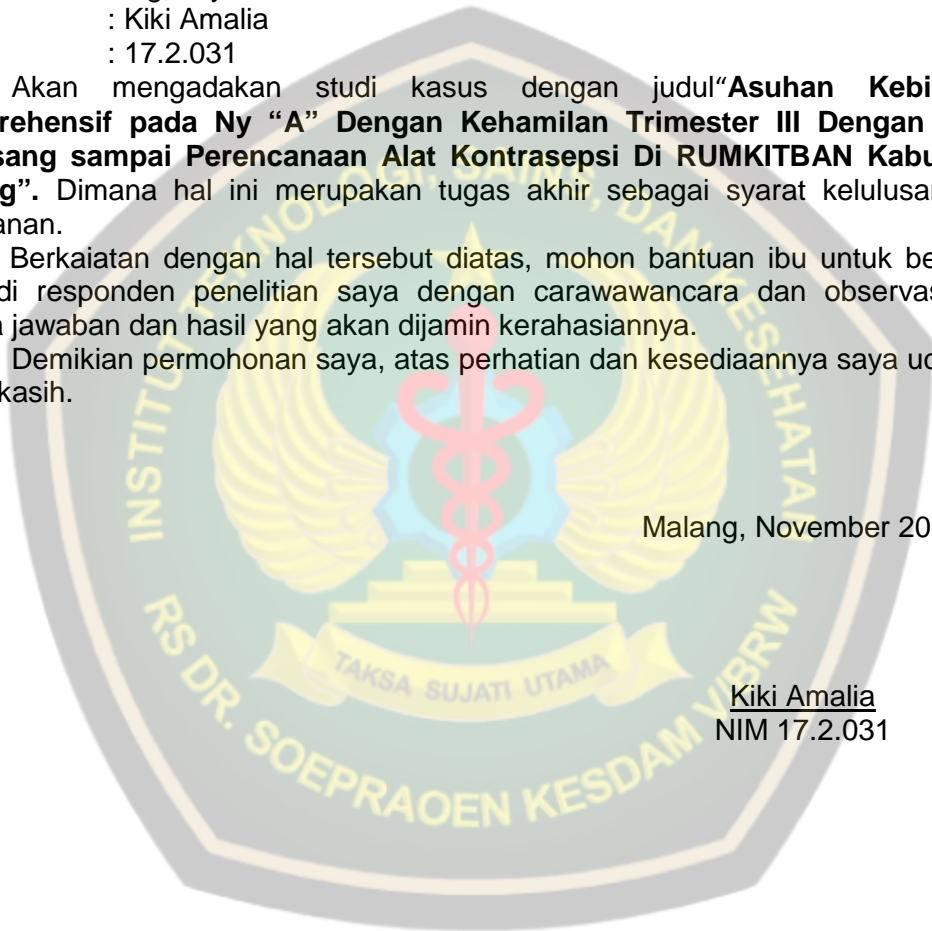 : Kiki Amalia
: 17.2.031
Akan mengadakan studi kasus dengan judul“Asuhan Kebi
rehensif pada Ny “A” Dengan Kehamilan Trimester III Dengan
sang sampai Perencanaan Alat Kontrasepsi Di RUMKITBAN Kabu
g”. Dimana hal ini merupakan tugas akhir sebagai syarat kelulusan
anan.
Berkaiatan dengan hal tersebut diatas, mohon bantuan ibu untuk be
di responden penelitian saya dengan carawawancara dan observas
a jawaban dan hasil yang akan dijamin kerahasiannya.
Demikian permohonan saya, atas perhatian dan kesediaannya saya uc
kasih.
Malang, November 20
Kiki Amalia
NIM 17.2.031
INSTITUT TEKNOLOGI, SAINS, DAN KESEHATAN
RS DR. SOEPRAOEN KESDAM V/BRW
TAKSA SUJATI UTAMA